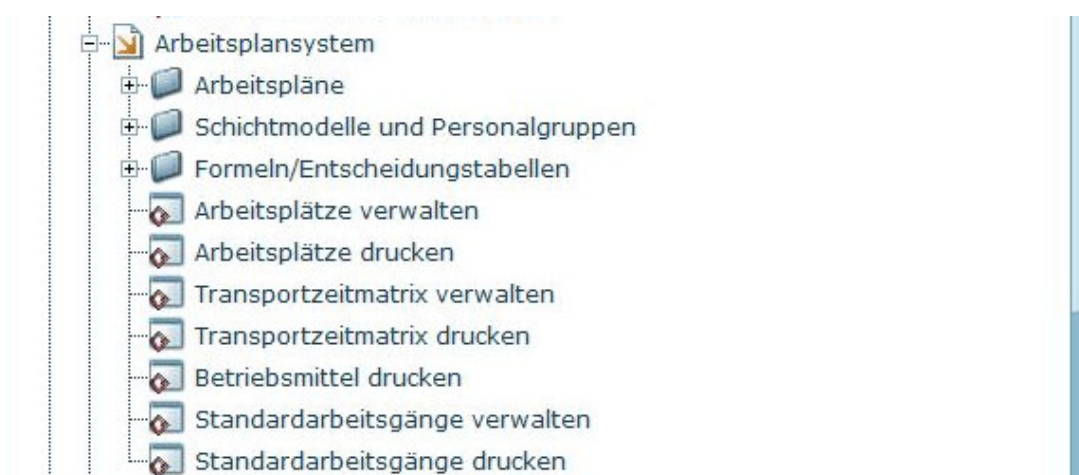 Arbeitsplansystem
Arbeitspläne
Schichtmodelle und Personalgruppen
Formeln/Entscheidungstabellen
Arbeitsplätze verwalten
Arbeitsplätze drucken
Transportzeitmatrix verwalten
Transportzeitmatrix drucken
Betriebsmittel drucken
Standardarbeitsgänge verwalten
Standardarbeitsgänge drucken